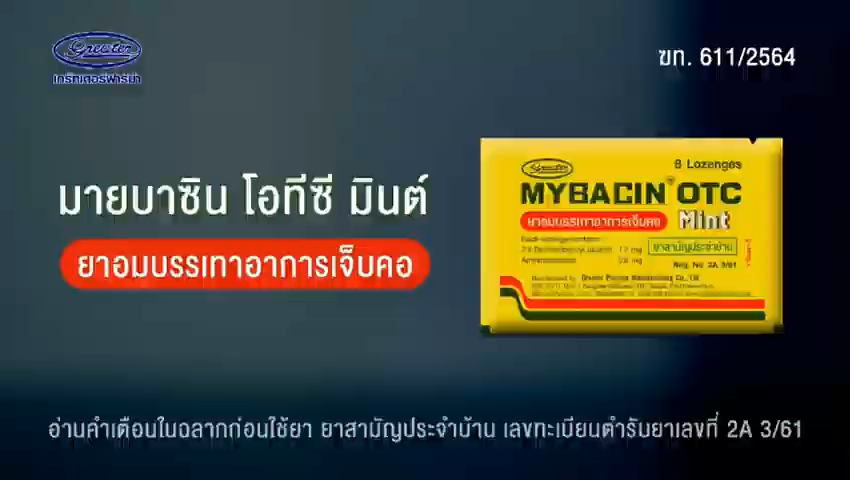 Greater
เกร๊ทเตอร์ฟาร์ม่า
ฆท. 611/2564
มายบาซิน โอทีซี มินต์
ยาอมบรรเทาอาการเจ็บคอ
Greater
6 Lozenges
MYBACIN® OTC
ยาอมบรรเทาอาการเจ็บคอ Mint
ยาสามัญประจำบ้าน
Reg. No. 2A 3/61
อ่านคำเตือนในฉลากก่อนใช้ยา ยาสามัญประจำบ้าน เลขทะเบียนตำรับยาเลขที่ 2A 3/61